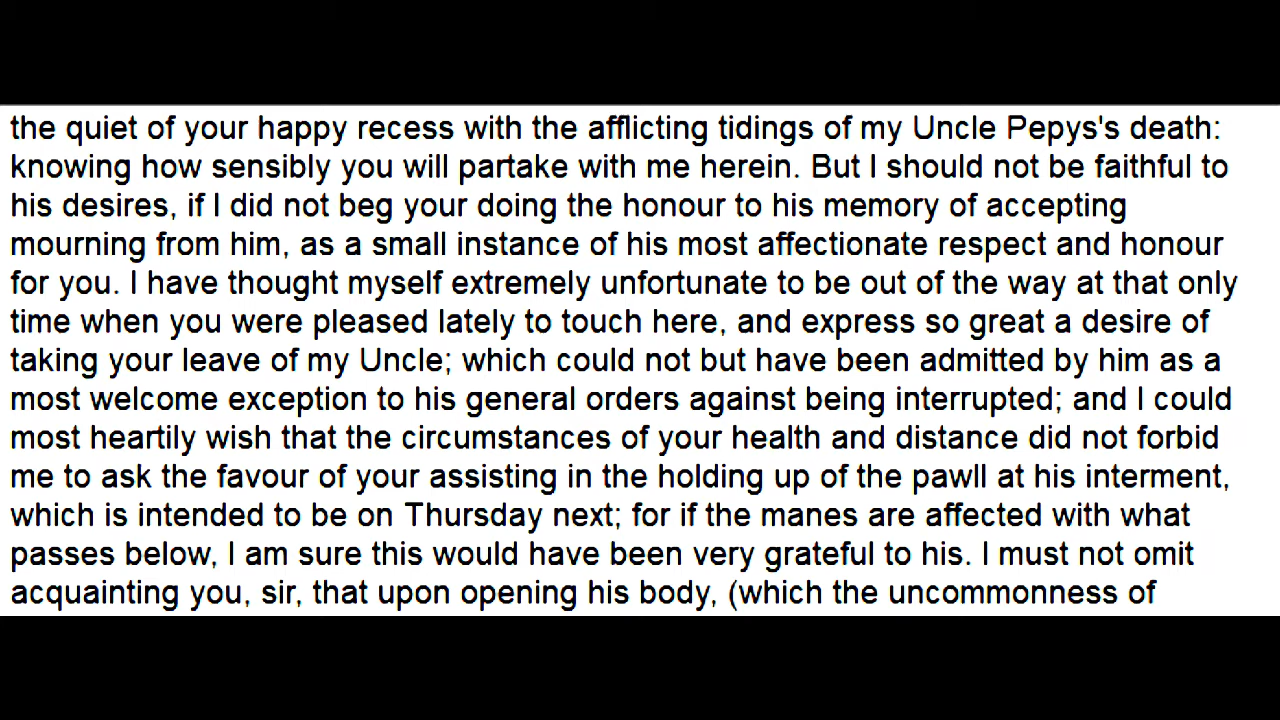 the quiet of your happy recess with the afflicting tidings of my Uncle Pepys's death:
knowing how sensibly you will partake with me herein. But I should not be faithful to
his desires, if I did not beg your doing the honour to his memory of accepting
mourning from him, as a small instance of his most affectionate respect and honour
for you. I have thought myself extremely unfortunate to be out of the way at that only
time when you were pleased lately to touch here, and express so great a desire of
taking your leave of my Uncle; which could not but have been admitted by him as a
most welcome exception to his general orders against being interrupted; and I could
most heartily wish that the circumstances of your health and distance did not forbid
me to ask the favour of your assisting in the holding up of the pawll at his interment,
which is intended to be on Thursday next; for if the manes are affected with what
passes below, I am sure this would have been very grateful to his. I must not omit
acquainting you, sir, that upon opening his body, (which the uncommonness of